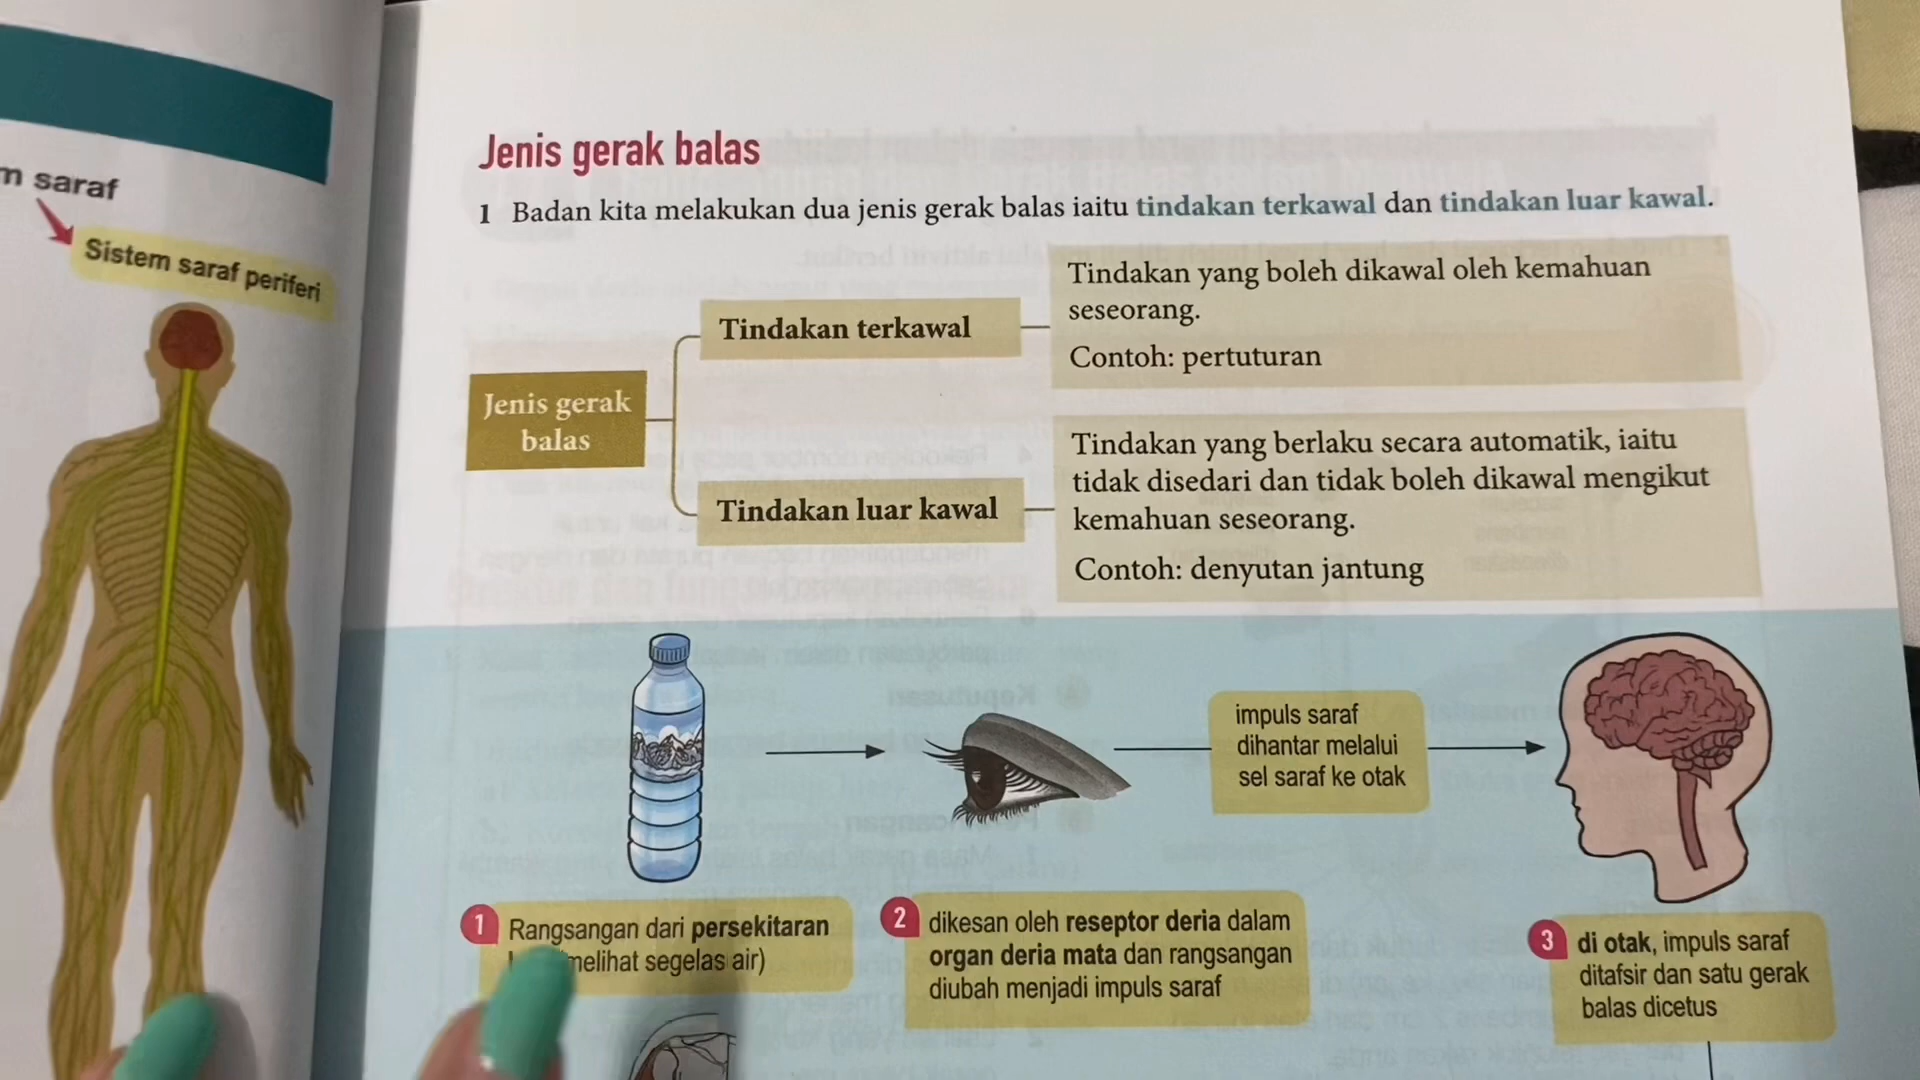 saraf
Sistem saraf periferi
Jenis gerak balas
1 Badan kita melakukan dua jenis gerak balas iaitu tindakan terkawal dan tindakan luar kawal.
Jenis gerak
balas
Tindakan terkawal
Tindakan yang boleh dikawal oleh kemahuan
seseorang.
Contoh: pertuturan
Tindakan luar kawal
Tindakan yang berlaku secara automatik, iaitu
tidak disedari dan tidak boleh dikawal mengikut
kemahuan seseorang.
Contoh: denyutan jantung
impuls saraf
dihantar melalui
sel saraf ke otak
1 Rangsangan dari persekitaran
melihat segelas air)
2 dikesan oleh reseptor deria dalam
organ deria mata dan rangsangan
diubah menjadi impuls saraf
3 di otak, impuls saraf
ditafsir dan satu gerak
balas dicetus